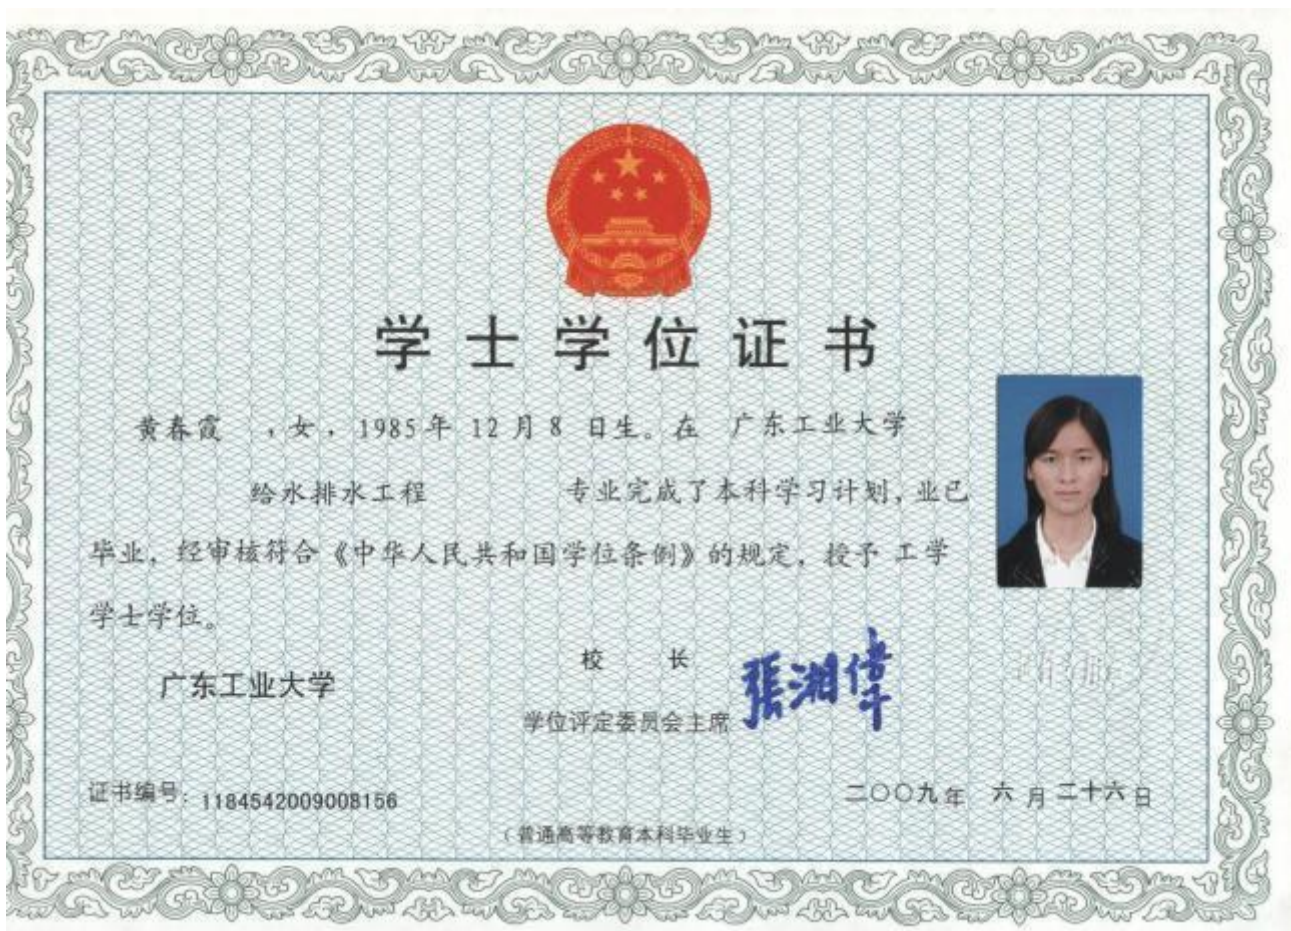 学士学位证书
黄春霞 ,女, 1985年 12月 8 日生。在 广东工业大学
给水排水工程 专业完成了本科学习计划,业已
毕业,经审核符合《中华人民共和国学位条例》的规定,授予 工学
学士学位。
校 长
張湘偉
广东工业大学
学位评定委员会主席
证书编号: 1184542009008156
二〇〇九年 六月二十六日
(普通高等教育本科毕业生)